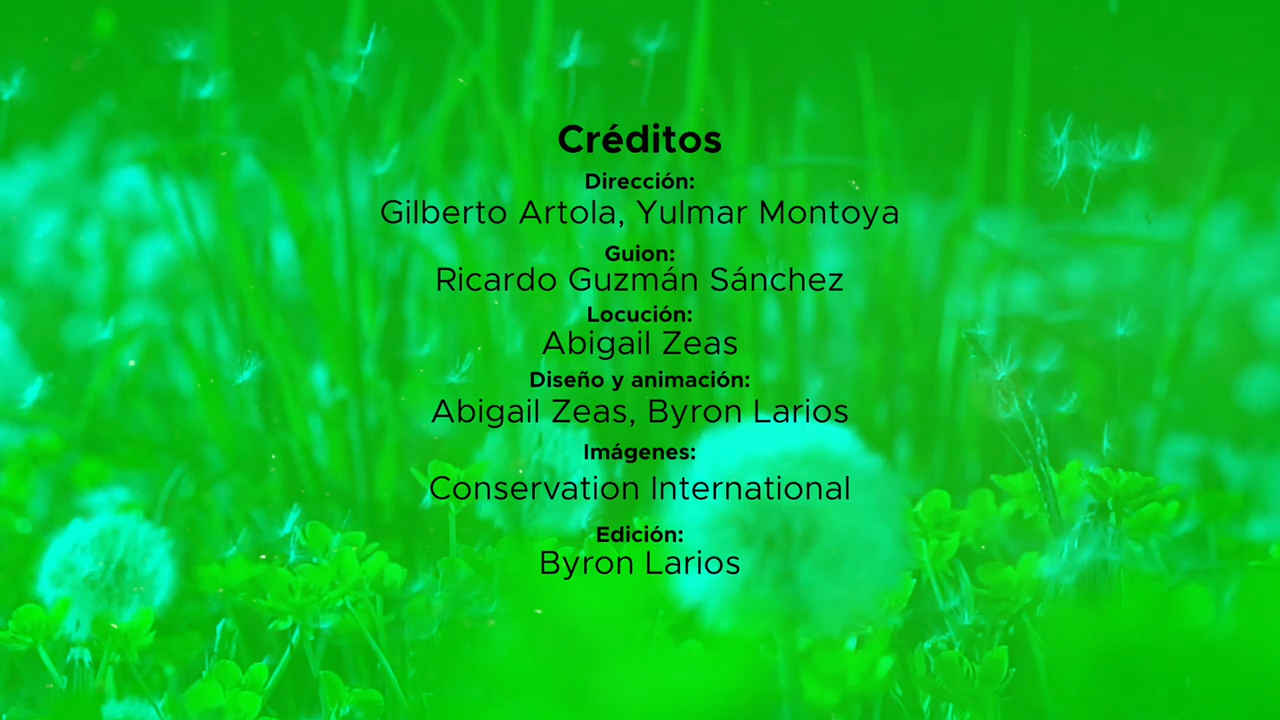 Créditos
Dirección:
Gilberto Artola, Yulmar Montoya
Guion:
Ricardo Guzmán Sánchez
Locución:
Abigail Zeas
Diseño y animación:
Abigail Zeas, Byron Larios
Imágenes:
Conservation International
Edición:
Byron Larios